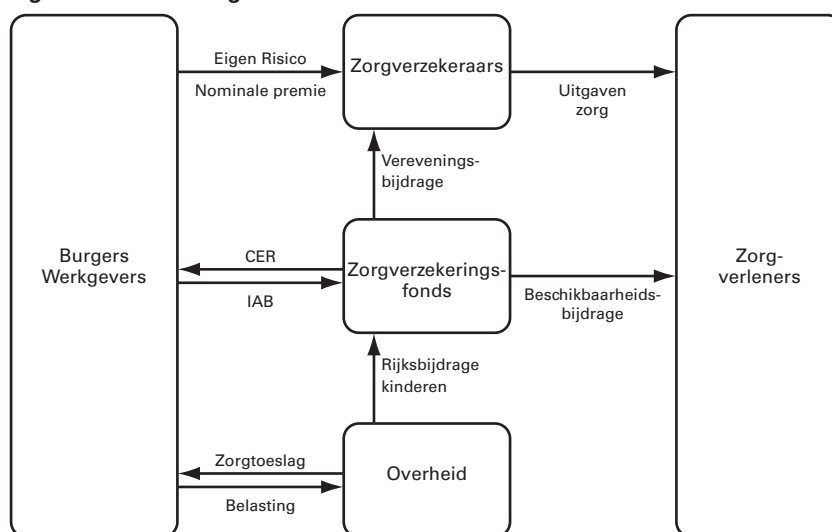 Eigen Risico
Nominale premie
Zorgverzekeraars
Uitgaven
zorg
Verevenings-
bijdrage
Burgers
Werkgevers
CER
IAB
Zorgverzekerings-
fonds
Beschikbaarheids-
bijdrage
Zorg-
verleners
Rijksbijdrage
kinderen
Zorgtoeslag
Belasting
Overheid